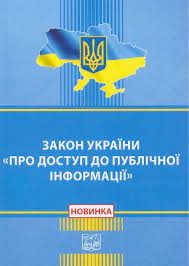 ЗАКОН УКРАЇНИ
«ПРО ДОСТУП ДО ПУБЛІЧНОЇ
ІНФОРМАЦІЇ»
НОВИНКА